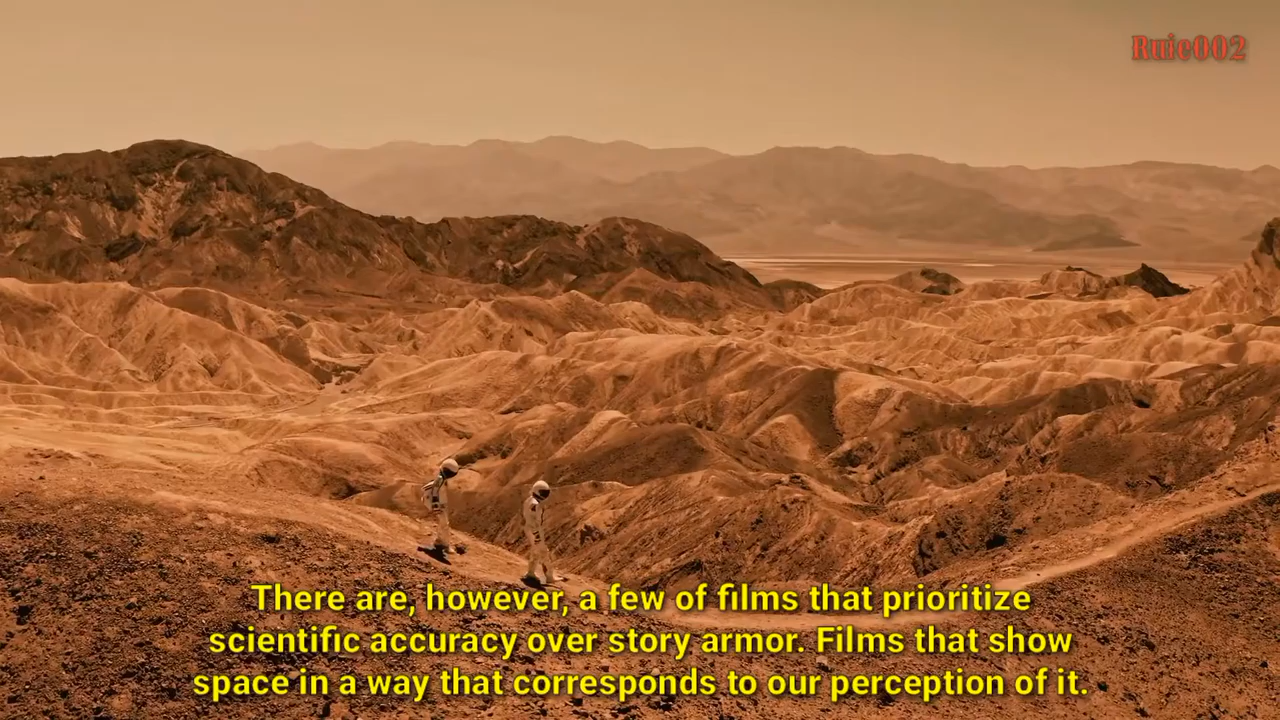 Ruic002
There are, however, a few of films that prioritize
scientific accuracy over story armor. Films that show
space in a way that corresponds to our perception of it.